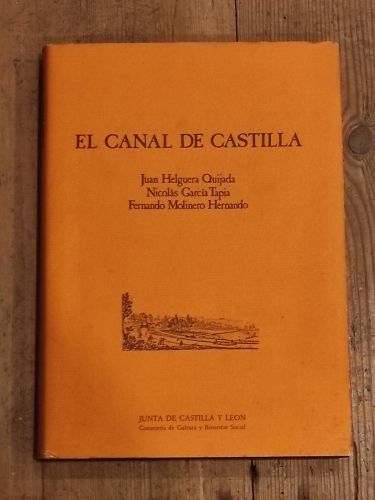 EL CANAL DE CASTILLA
Juan Helguera Quijada
Nicolás García Tapia
Fernando Molinero Hernando
JUNTA DE CASTILLA Y LEON
Consejería de Cultura y Bienestar Social